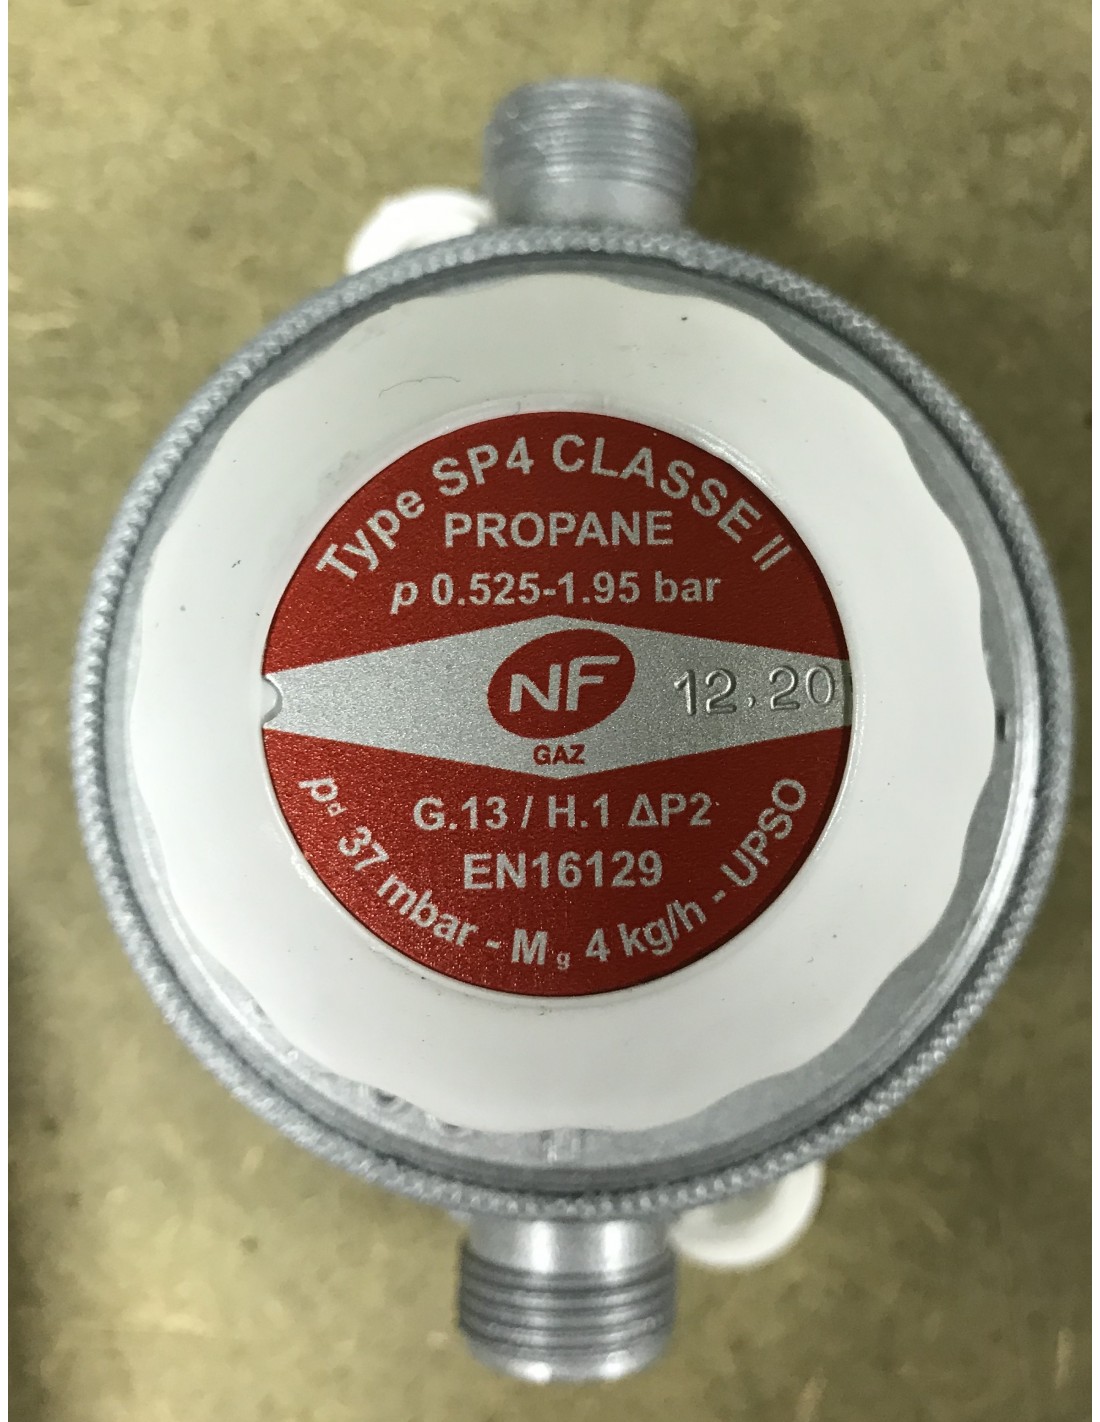 Type SP4 CLASSE II
PROPANE
p 0.525-1.95 bar
NF
12.20
GAZ
G.13 / H.1 ΔP2
EN16129
pd 37 mbar - Mg 4 kg/h - UPSO